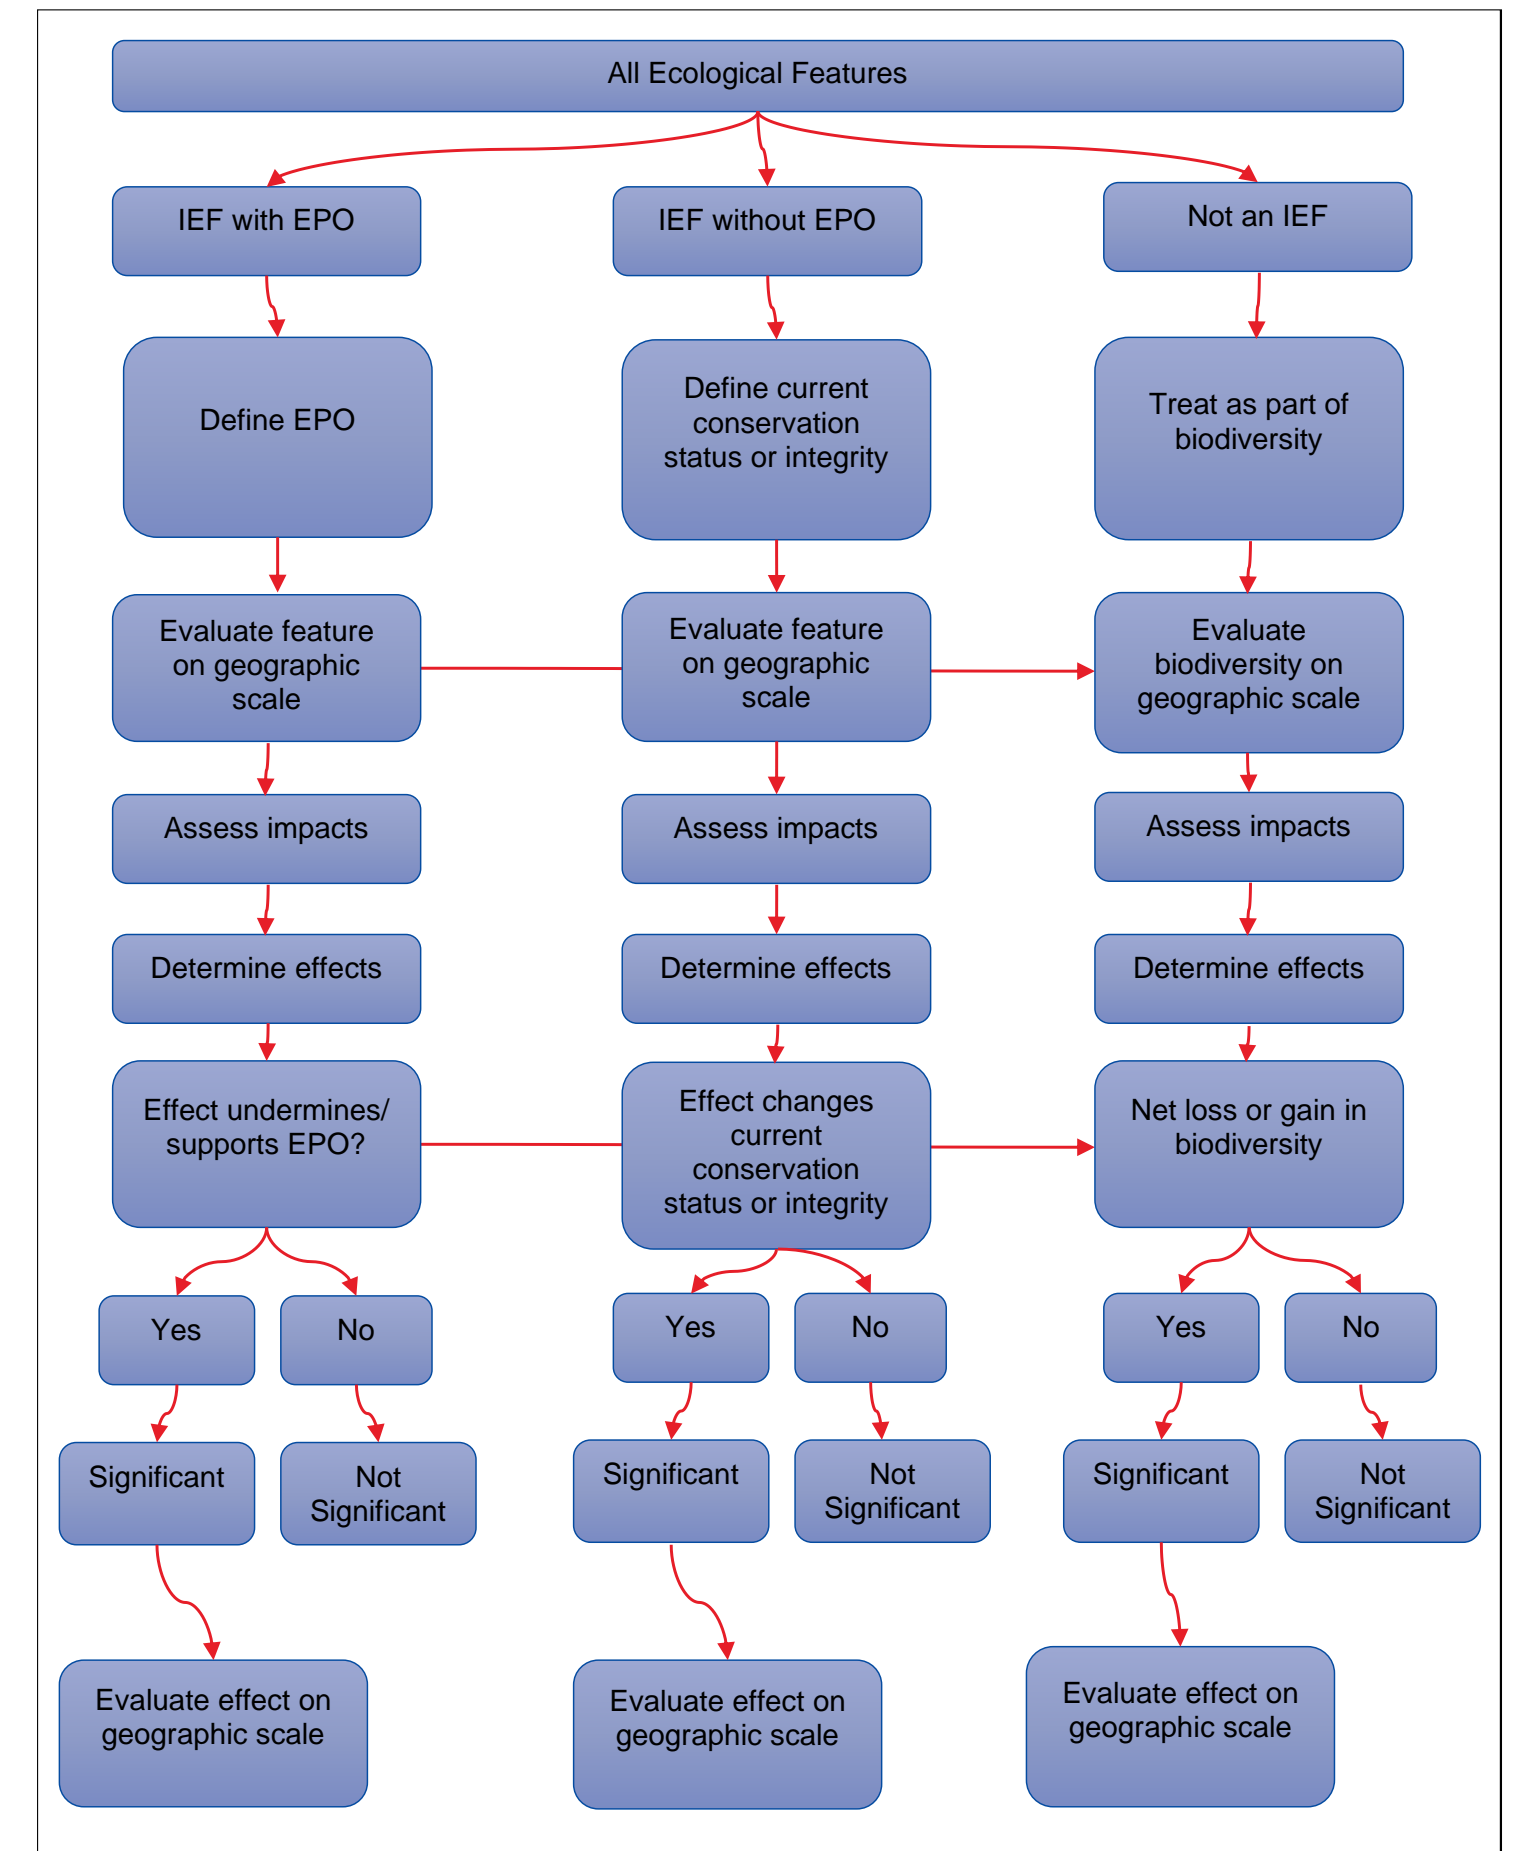 All Ecological Features
IEF with EPO
IEF without EPO
Not an IEF
Define EPO
Define current
conservation
status or integrity
Treat as part of
biodiversity
Evaluate feature
on geographic
scale
Evaluate feature
on geographic
scale
Evaluate
biodiversity on
geographic scale
Assess impacts
Assess impacts
Assess impacts
Determine effects
Determine effects
Determine effects
Effect undermines/
supports EPO?
Effect changes
current
conservation
status or integrity
Net loss or gain in
biodiversity
Yes
No
Yes
No
Yes
No
Significant
Not
Significant
Significant
Not
Significant
Significant
Not
Significant
Evaluate effect on
geographic scale
Evaluate effect on
geographic scale
Evaluate effect on
geographic scale